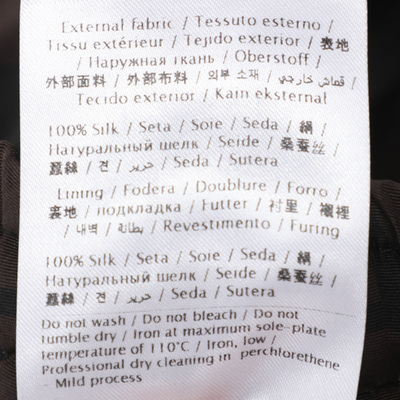 External fabric / Tessuto esterno /
Tissu extérieur / Tejido exterior / 表地
/ Наружная ткань / Oberstoff /
外部面料 / 外部布料 / 외부 소재 / قماش خارجي /
Tecido exterior / Kain eksternal
100% Silk / Seta / Soie / Seda / 絹 /
Натуральный шелк / Seide / 桑蚕丝 /
蠶絲 / 견 / حرير / Seda / Sutera
Lining / Fodera / Doublure / Forro /
裏地 / подкладка / Futter / 衬里 / 襯裡
/ 내벽 / بطانة / Revestimento / Furing
100% Silk / Seta / Soie / Seda / 絹 /
Натуральный шелк / Seide / 桑蚕丝 /
蠶絲 / 견 / حرير / Seda / Sutera
Do not wash / Do not bleach / Do not
tumble dry / Iron at maximum sole-plate
temperature of 110°C / Iron, low /
Professional dry cleaning in perchlorethene
- Mild process